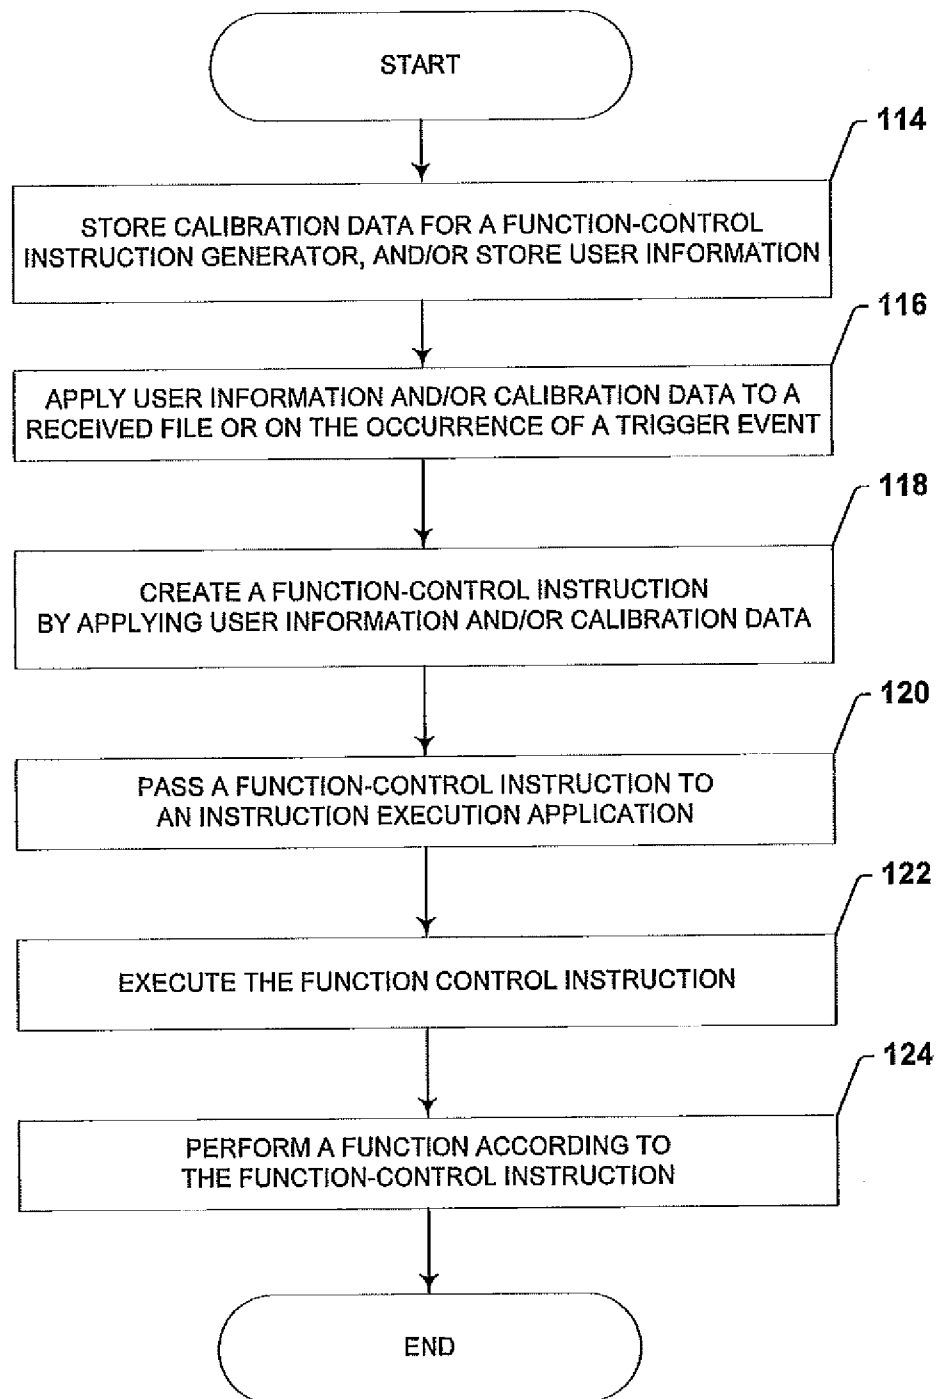 START
114
STORE CALIBRATION DATA FOR A FUNCTION-CONTROL
INSTRUCTION GENERATOR, AND/OR STORE USER INFORMATION
116
APPLY USER INFORMATION AND/OR CALIBRATION DATA TO A
RECEIVED FILE OR ON THE OCCURRENCE OF A TRIGGER EVENT
118
CREATE A FUNCTION-CONTROL INSTRUCTION
BY APPLYING USER INFORMATION AND/OR CALIBRATION DATA
120
PASS A FUNCTION-CONTROL INSTRUCTION TO
AN INSTRUCTION EXECUTION APPLICATION
122
EXECUTE THE FUNCTION CONTROL INSTRUCTION
124
PERFORM A FUNCTION ACCORDING TO
THE FUNCTION-CONTROL INSTRUCTION
END